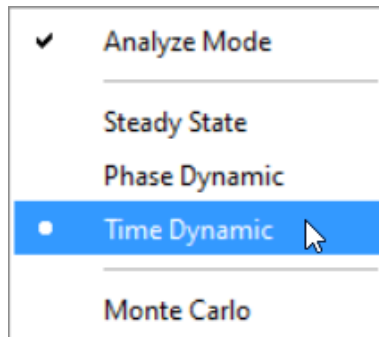 Analyze Mode
Steady State
Phase Dynamic
Time Dynamic
Monte Carlo